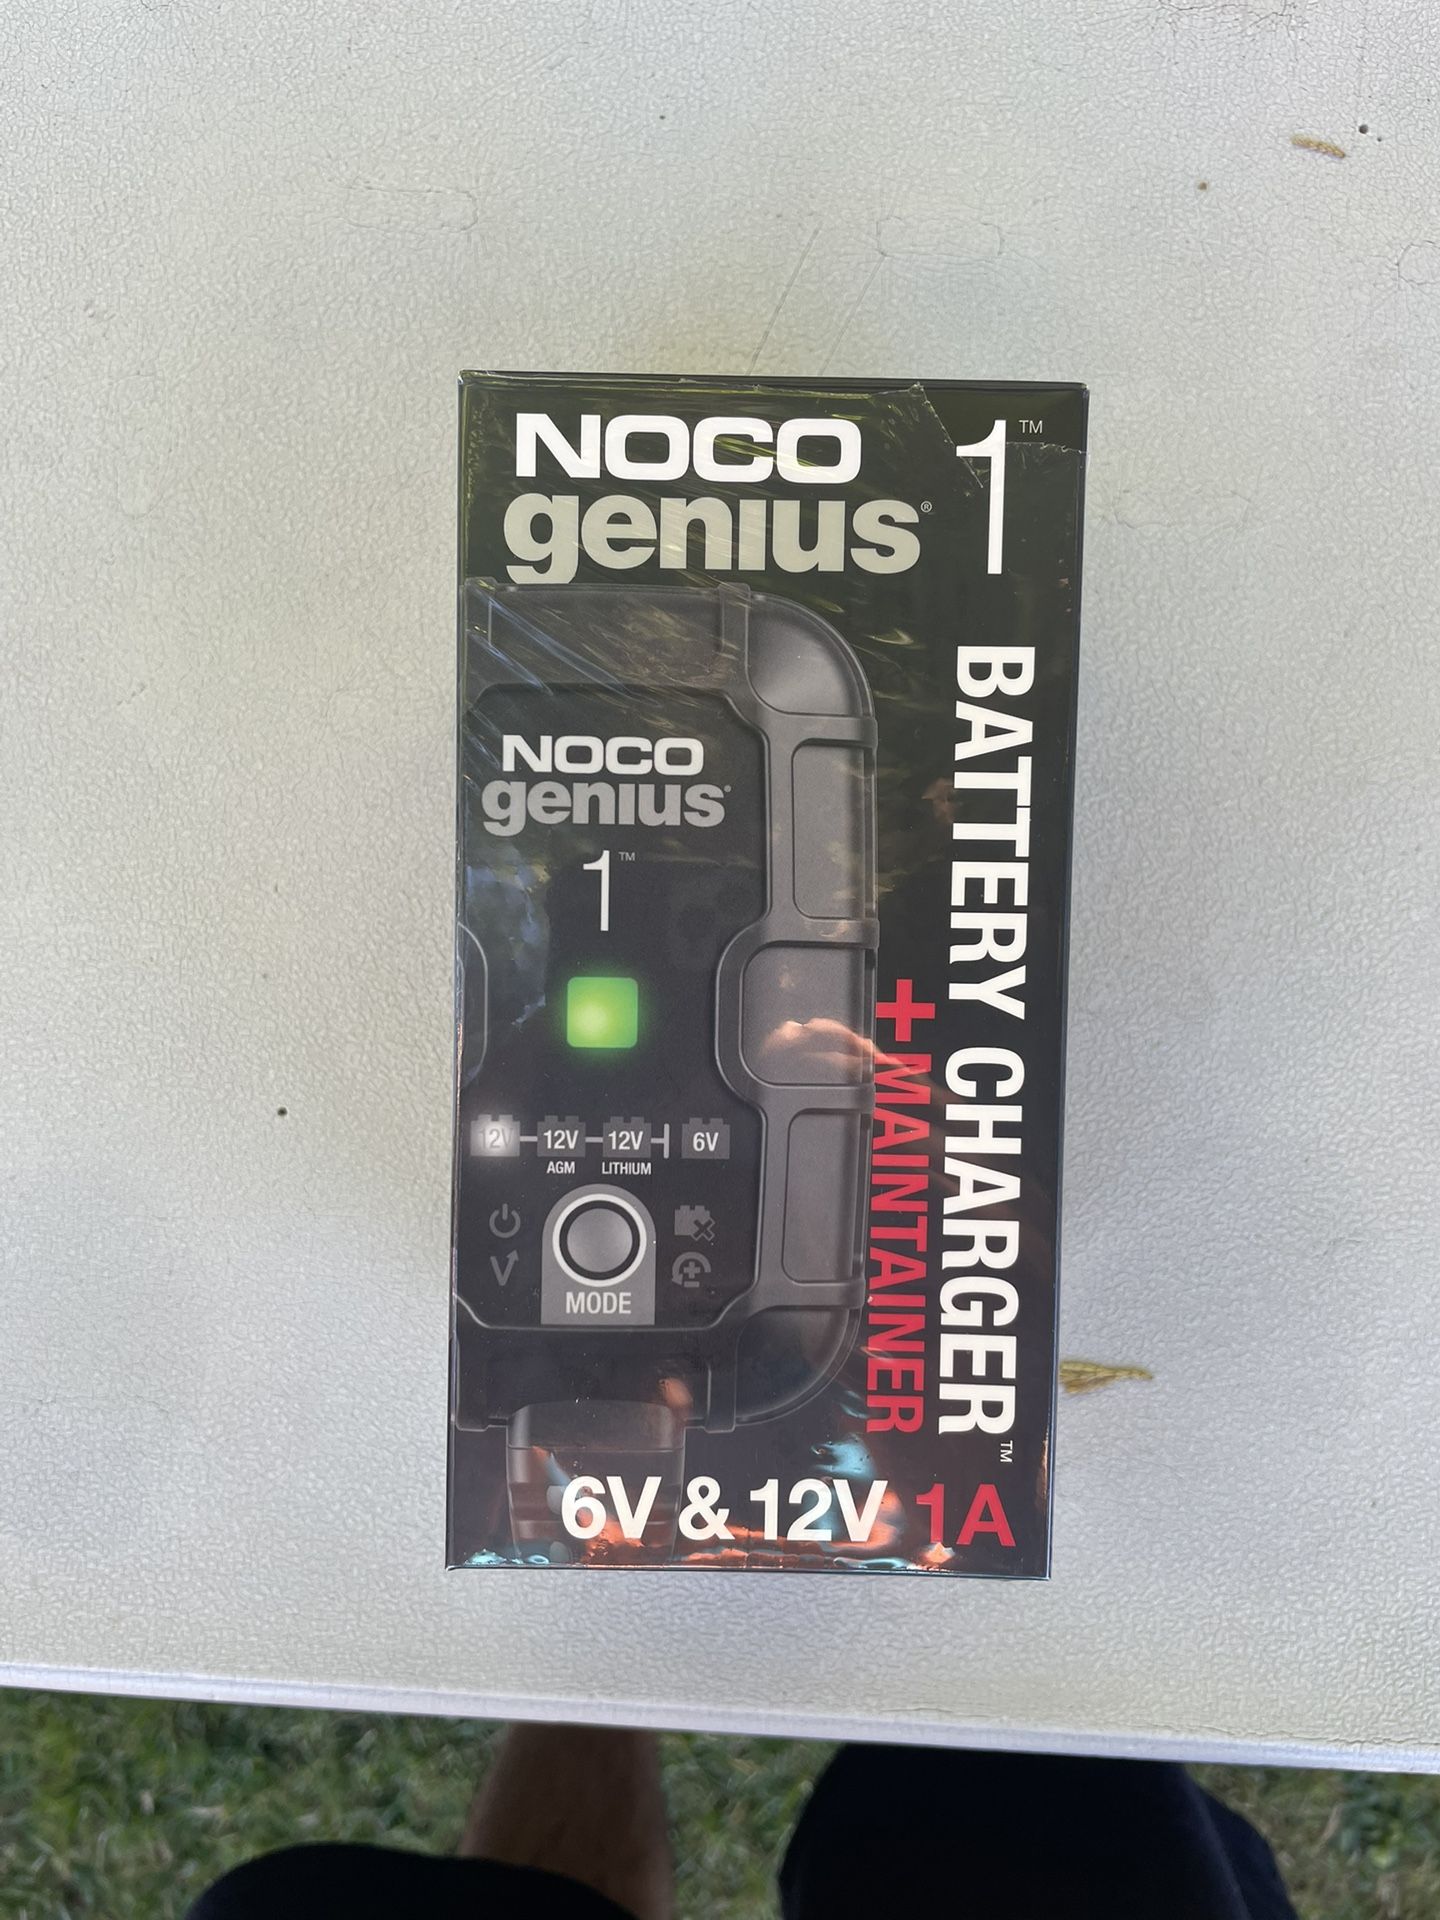 NOCO
genius® 1™
BATTERY CHARGER™
+MAINTAINER
NOCO
genius®
1™
12V 12V 12V 6V
AGM LITHIUM
MODE
6V & 12V 1A